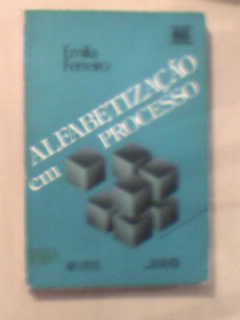 Emilia
Ferreiro
ALFABETIZAÇÃO
em PROCESSO